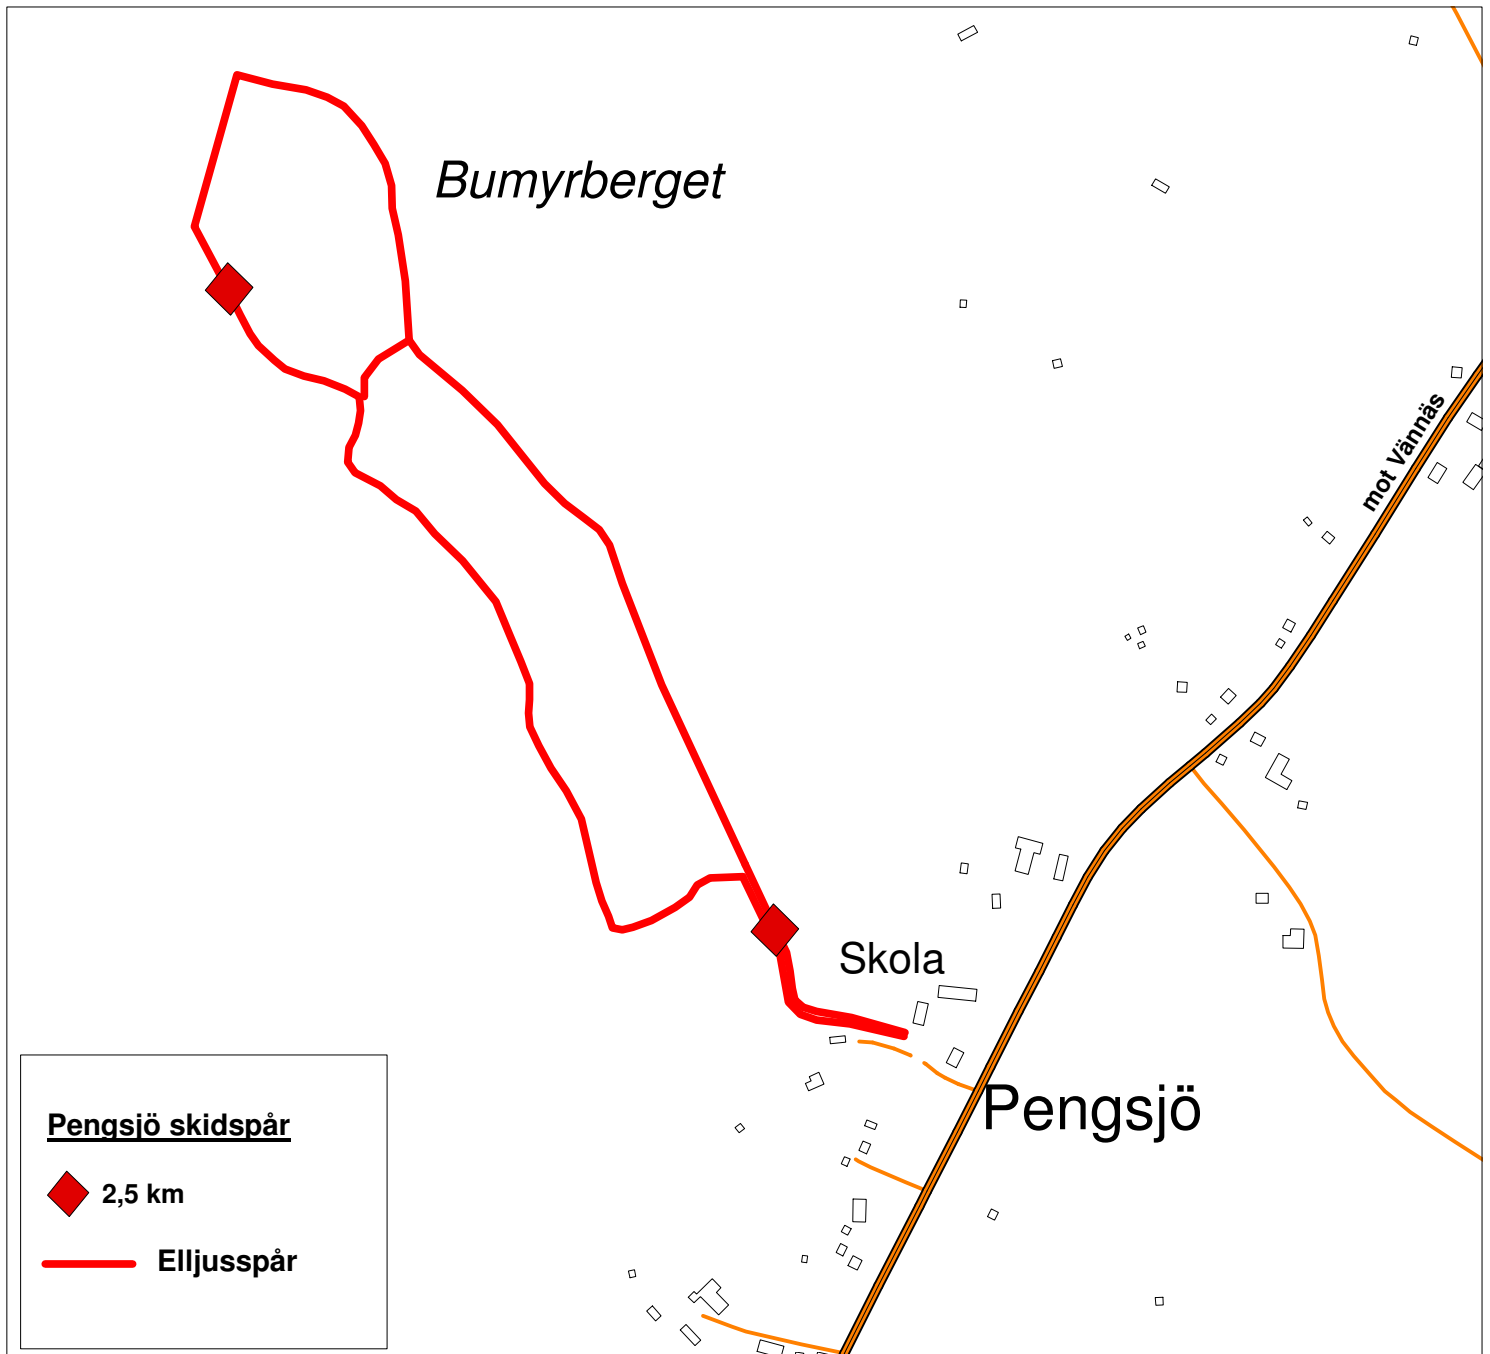 Bumyrberget
mot Vännäs
Skola
Pengsjö
Pengsjö skidspår
2,5 km
Elljusspår